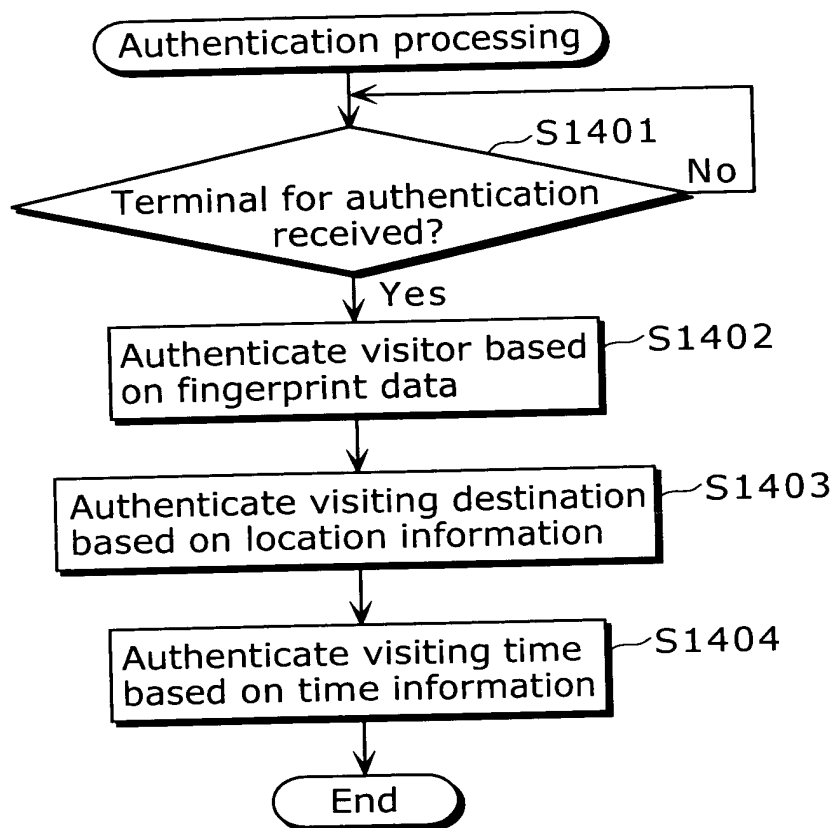 Authentication processing
S1401
No
Terminal for authentication
received?
Yes
Authenticate visitor based
on fingerprint data
S1402
Authenticate visiting destination
based on location information
S1403
Authenticate visiting time
based on time information
S1404
End